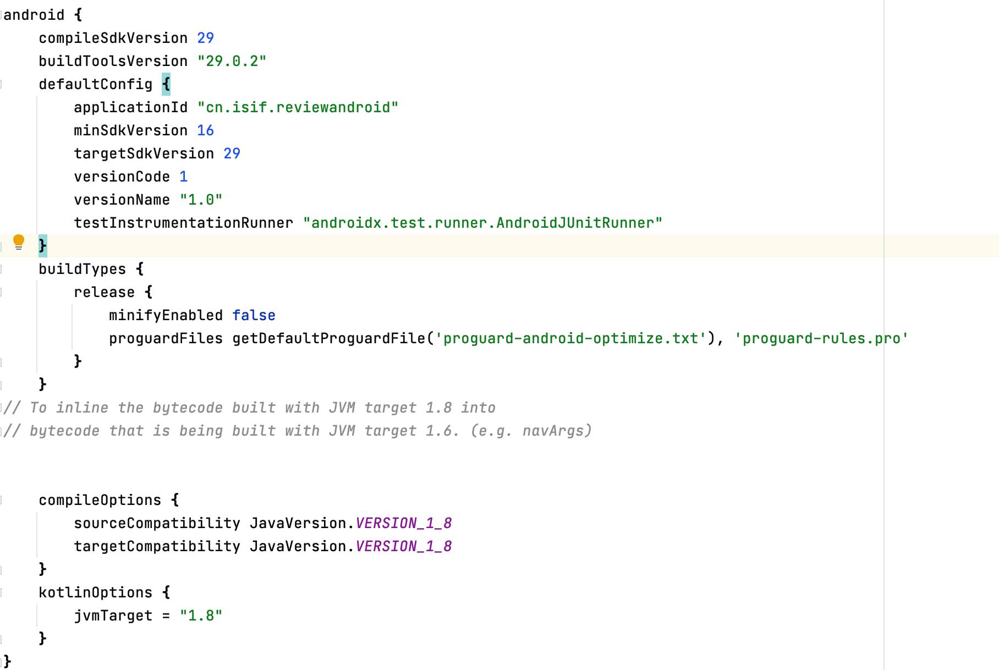 android {
    compileSdkVersion 29
    buildToolsVersion "29.0.2"
    defaultConfig {
        applicationId "cn.isif.reviewandroid"
        minSdkVersion 16
        targetSdkVersion 29
        versionCode 1
        versionName "1.0"
        testInstrumentationRunner "androidx.test.runner.AndroidJUnitRunner"
    }
    buildTypes {
        release {
            minifyEnabled false
            proguardFiles getDefaultProguardFile('proguard-android-optimize.txt'), 'proguard-rules.pro'
        }
    }
// To inline the bytecode built with JVM target 1.8 into
// bytecode that is being built with JVM target 1.6. (e.g. navArgs)
    compileOptions {
        sourceCompatibility JavaVersion.VERSION_1_8
        targetCompatibility JavaVersion.VERSION_1_8
    }
    kotlinOptions {
        jvmTarget = "1.8"
    }
}